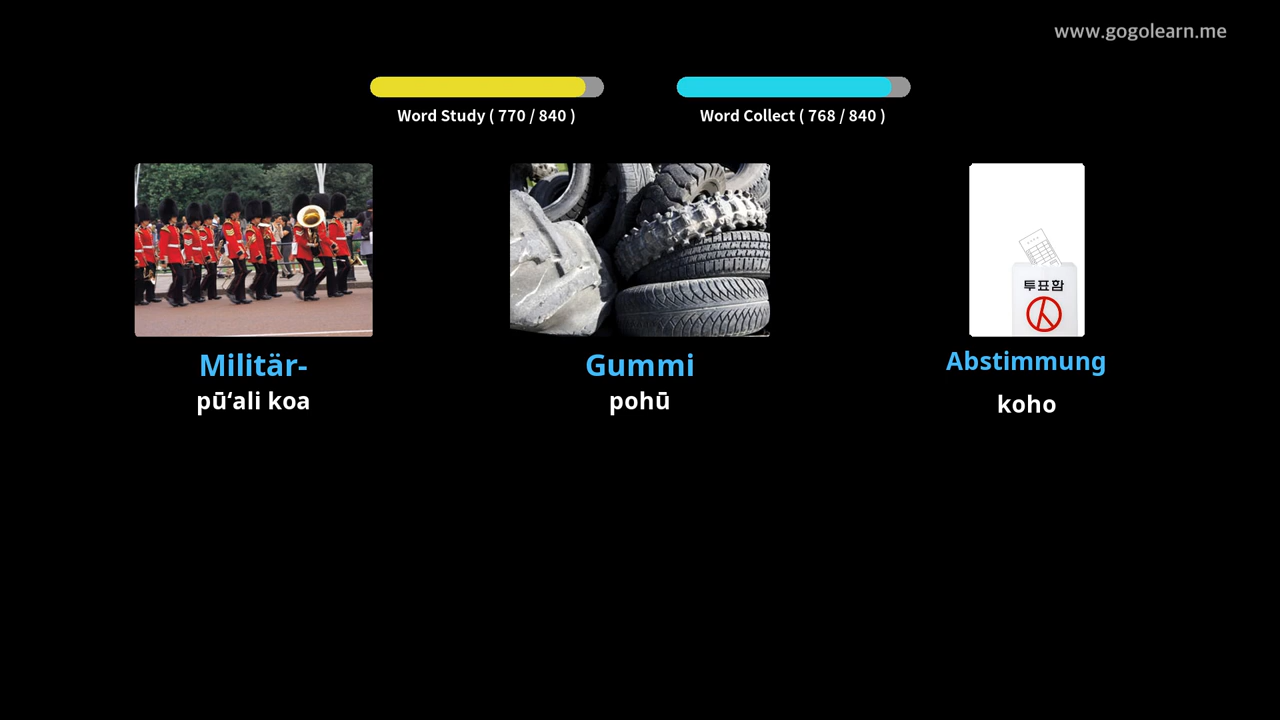 www.gogolearn.me
Word Study ( 770 / 840 )
Word Collect ( 768 / 840 )
투표함
Militär-
Gummi
Abstimmung
pūʻali koa
pohū
koho